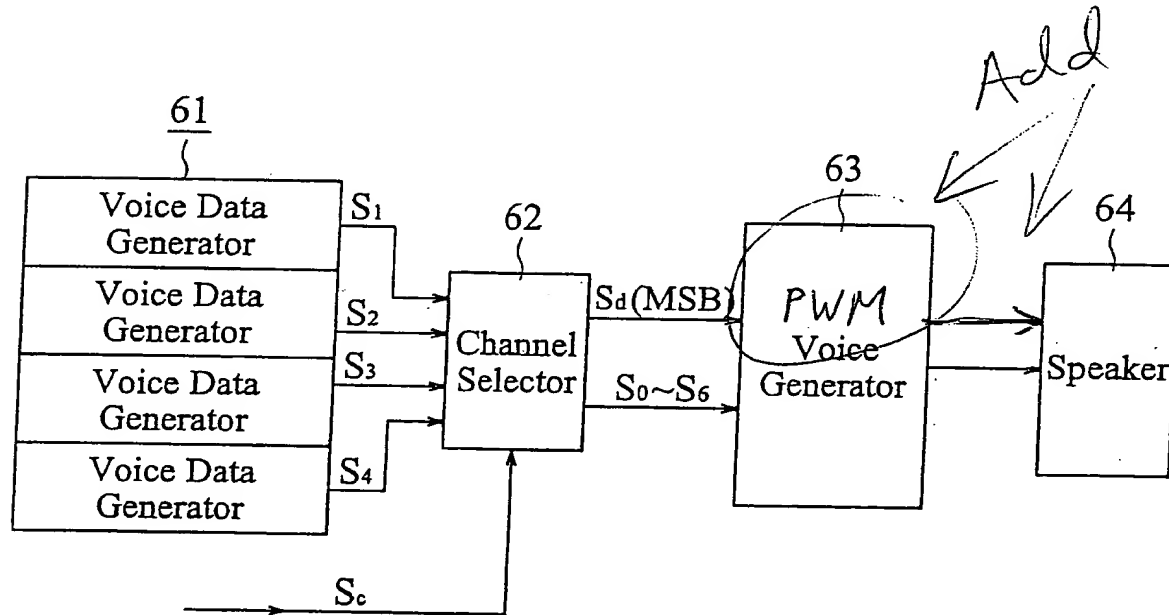 Add
61
Voice Data
Generator
Voice Data
Generator
Voice Data
Generator
Voice Data
Generator
S1
S2
S3
S4
62
Channel
Selector
Sc
Sd(MSB)
S0~S6
63
PWM
Voice
Generator
64
Speaker